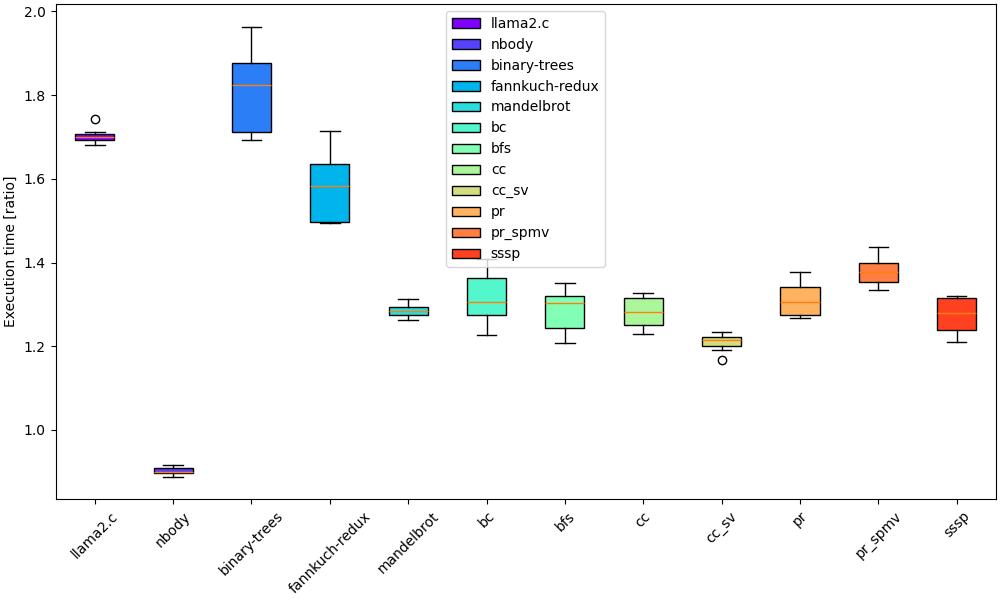 2.0
1.8
1.6
1.4
1.2
1.0
Execution time [ratio]
llama2.c
nbody
binary-trees
fannkuch-redux
mandelbrot
bc
bfs
cc
cc_sv
pr
pr_spmv
sssp
llama2.c
nbody
binary-trees
fannkuch-redux
mandelbrot
bc
bfs
cc
cc_sv
pr
pr_spmv
sssp